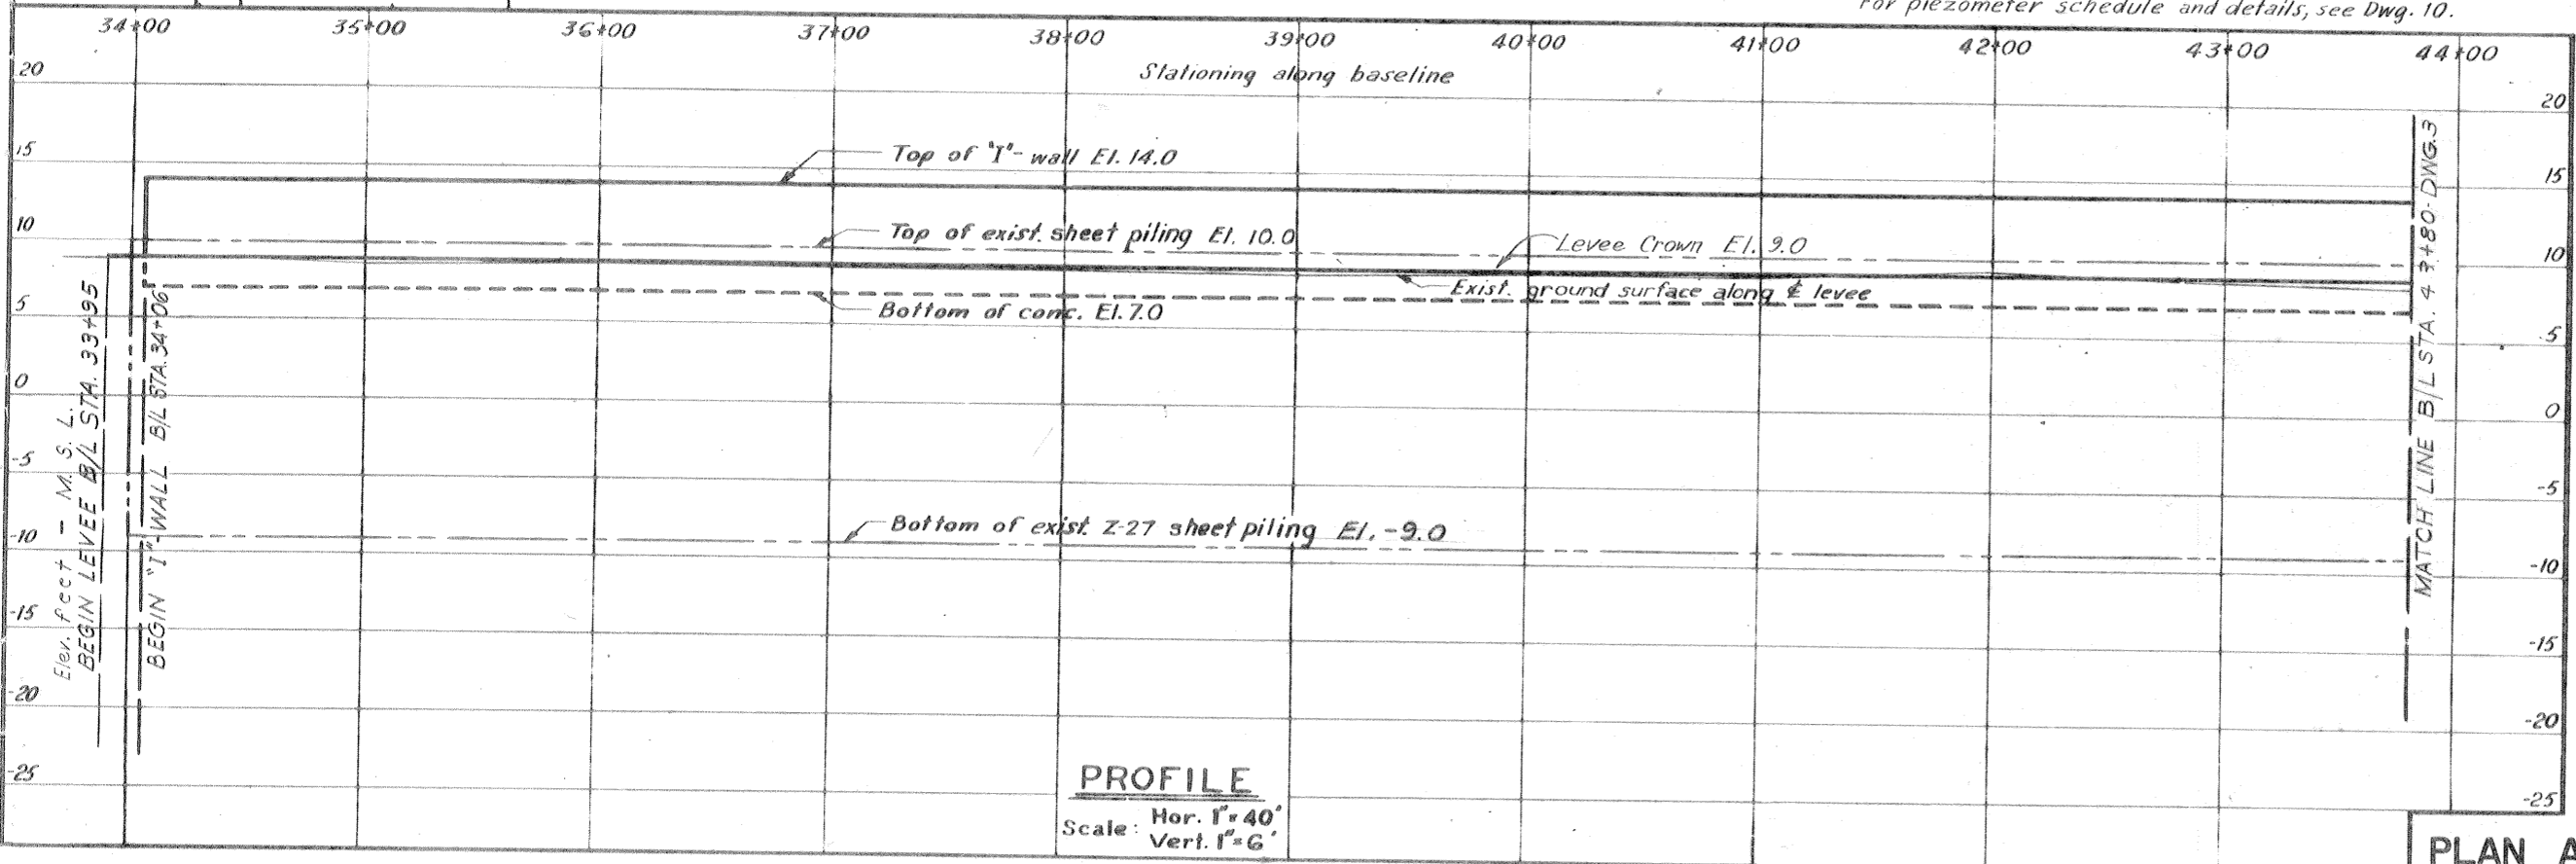 For piezometer schedule and details, see Dwg. 10.
34+00 35+00 36+00 37+00 38+00 39+00 40+00 41+00 42+00 43+00 44+00
Stationing along baseline
20 20
15 15
10 10
5 5
0 0
-5 -5
-10 -10
-15 -15
-20 -20
-25 -25
Top of "I"-wall El. 14.0
Top of exist. sheet piling El. 10.0
Levee Crown El. 9.0
Exist. ground surface along ℄ levee
Bottom of conc. El. 7.0
Bottom of exist. Z-27 sheet piling El. -9.0
Elev. feet - M. S. L.
BEGIN LEVEE B/L STA. 33+95
BEGIN "I"-WALL B/L STA. 34+06
MATCH LINE B/L STA. 43+80-DWG.3
PROFILE
Scale: Hor. 1"=40'
Vert. 1"=6'
PLAN